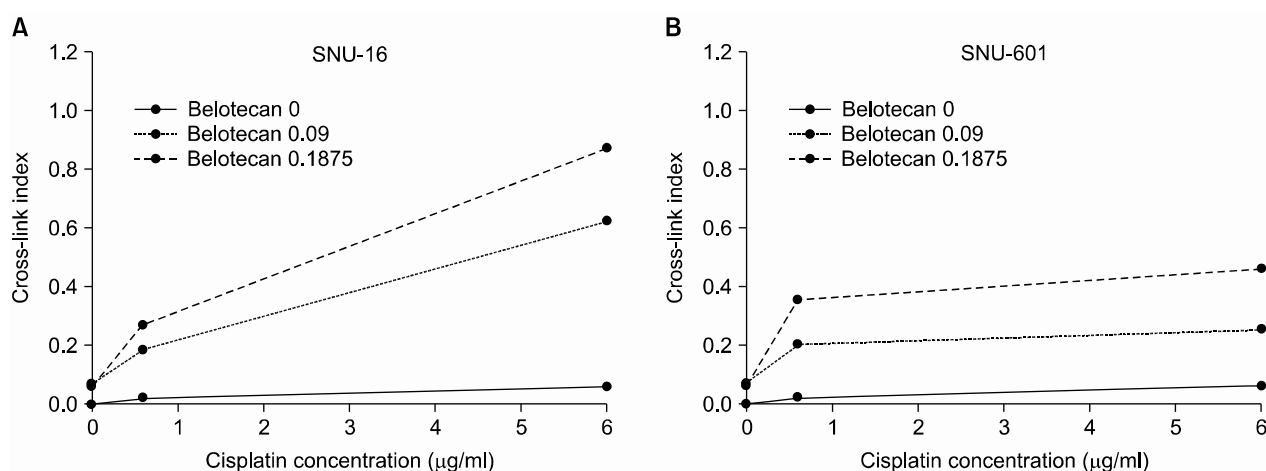 A
SNU-16
1.2
1.0
0.8
0.6
0.4
0.2
0.0
Cross-link index
Belotecan 0
Belotecan 0.09
Belotecan 0.1875
0 1 2 3 4 5 6
Cisplatin concentration (μg/ml)
B
SNU-601
1.2
1.0
0.8
0.6
0.4
0.2
0.0
Cross-link index
Belotecan 0
Belotecan 0.09
Belotecan 0.1875
0 1 2 3 4 5 6
Cisplatin concentration (μg/ml)